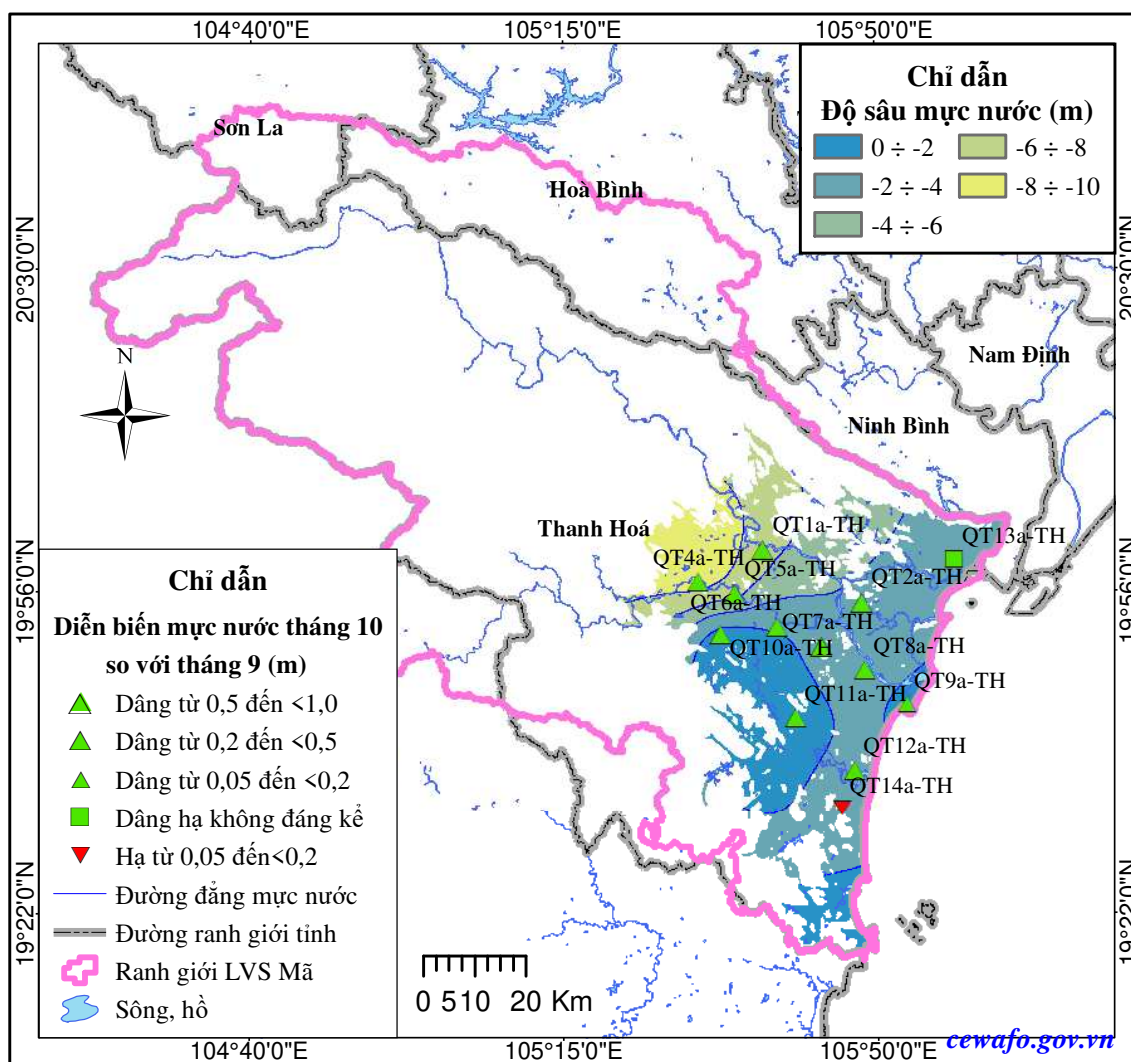 104°40'0"E
105°15'0"E
105°50'0"E
Chỉ dẫn
Độ sâu mực nước (m)
0 ÷ -2
-6 ÷ -8
-2 ÷ -4
-8 ÷ -10
-4 ÷ -6
Sơn La
Hoà Bình
20°30'0"N
20°30'0"N
Nam Định
N
Ninh Bình
Thanh Hoá
QT1a-TH
QT13a-TH
QT4a-TH
QT5a-TH
QT2a-TH
19°56'0"N
19°56'0"N
QT6a-TH
QT7a-TH
QT10a-TH
QT8a-TH
QT9a-TH
QT11a-TH
QT12a-TH
QT14a-TH
19°22'0"N
19°22'0"N
Chỉ dẫn
Diễn biến mực nước tháng 10
so với tháng 9 (m)
Dâng từ 0,5 đến <1,0
Dâng từ 0,2 đến <0,5
Dâng từ 0,05 đến <0,2
Dâng hạ không đáng kể
Hạ từ 0,05 đến<0,2
Đường đẳng mực nước
Đường ranh giới tỉnh
Ranh giới LVS Mã
Sông, hồ
0 510 20 Km
cewafo.gov.vn
104°40'0"E
105°15'0"E
105°50'0"E